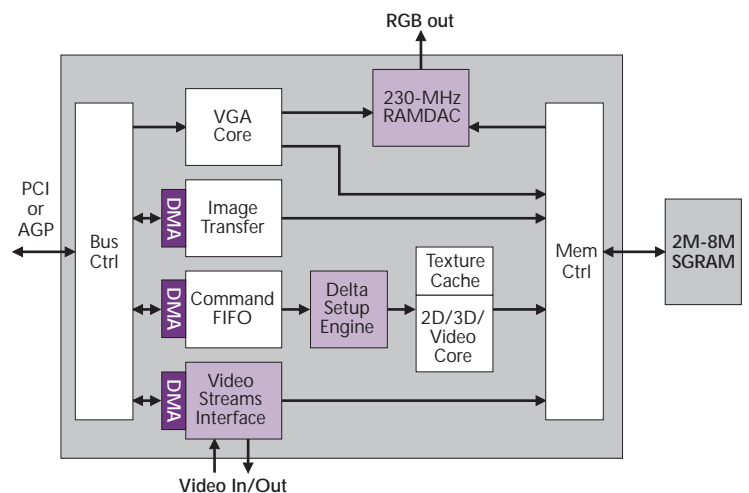 RGB out
230-MHz
RAMDAC
VGA
Core
PCI
or
AGP
Bus
Ctrl
DMA
Image
Transfer
Mem
Ctrl
2M-8M
SGRAM
DMA
Command
FIFO
Delta
Setup
Engine
Texture
Cache
2D/3D/
Video
Core
DMA
Video
Streams
Interface
Video In/Out